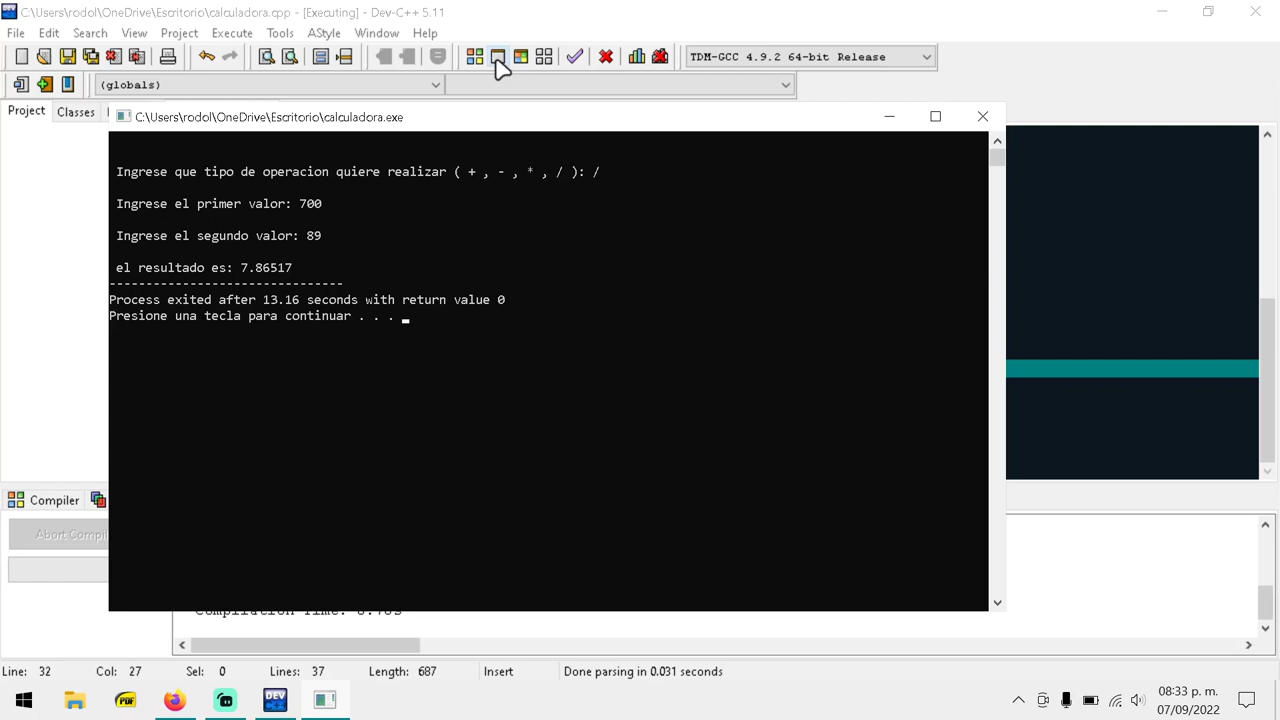 C:\Users\rodol\OneDrive\Escritorio\calculadora.cpp - [Executing] - Dev-C++ 5.11
File Edit Search View Project Execute Tools AStyle Window Help
TDM-GCC 4.9.2 64-bit Release
(globals)
Project Classes
C:\Users\rodol\OneDrive\Escritorio\calculadora.exe
Ingrese que tipo de operacion quiere realizar ( + , - , * , / ): /
Ingrese el primer valor: 700
Ingrese el segundo valor: 89
el resultado es: 7.86517
--------------------------------
Process exited after 13.16 seconds with return value 0
Presione una tecla para continuar . . .
Compiler
Abort Compil
Line: 32 Col: 27 Sel: 0 Lines: 37 Length: 687 Insert Done parsing in 0.031 seconds
PDF
DEV
08:33 p. m.
07/09/2022